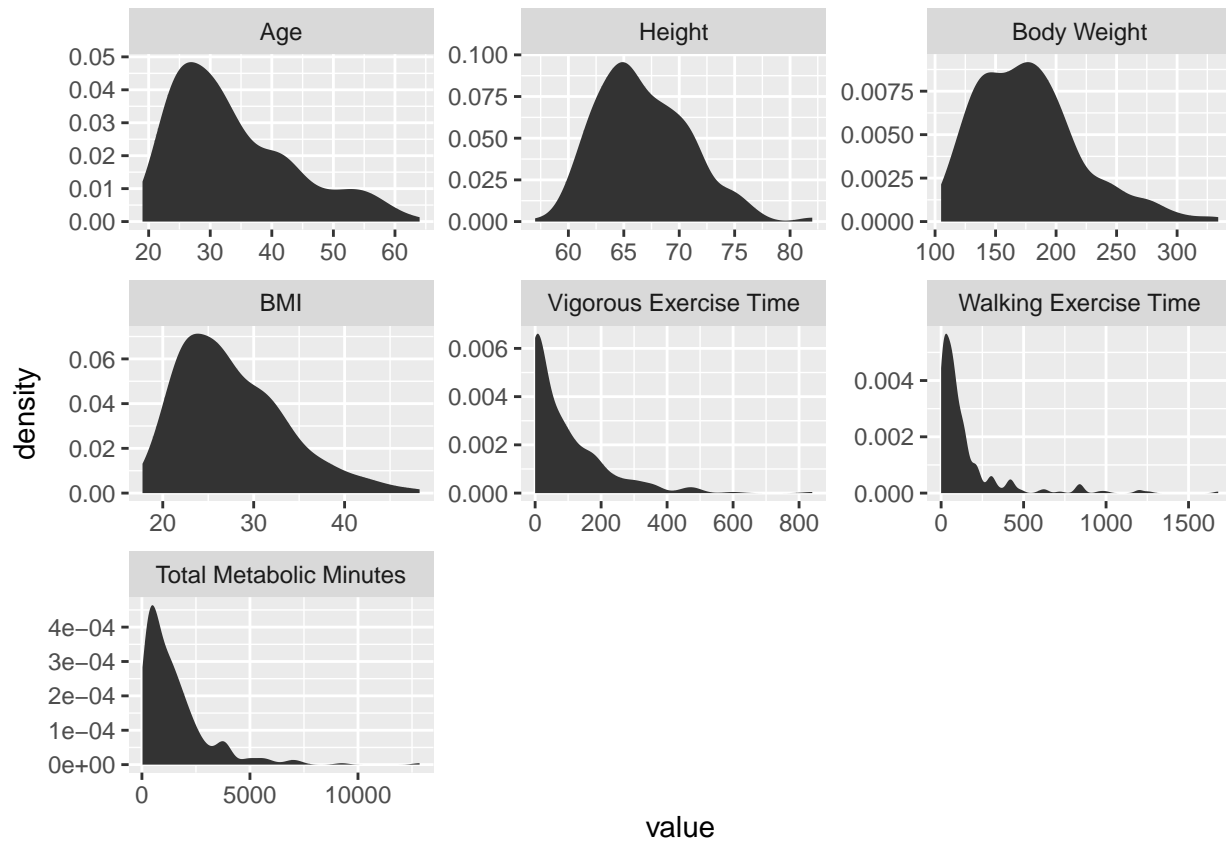 Age
Height
Body Weight
0.05
0.04
0.03
0.02
0.01
0.00
20 30 40 50 60
0.100
0.075
0.050
0.025
0.000
60 65 70 75 80
0.0075
0.0050
0.0025
0.0000
100 150 200 250 300
BMI
Vigorous Exercise Time
Walking Exercise Time
0.06
0.04
0.02
0.00
20 30 40
0.006
0.004
0.002
0.000
0 200 400 600 800
0.004
0.002
0.000
0 500 1000 1500
Total Metabolic Minutes
4e−04
3e−04
2e−04
1e−04
0e+00
0 5000 10000
density
value